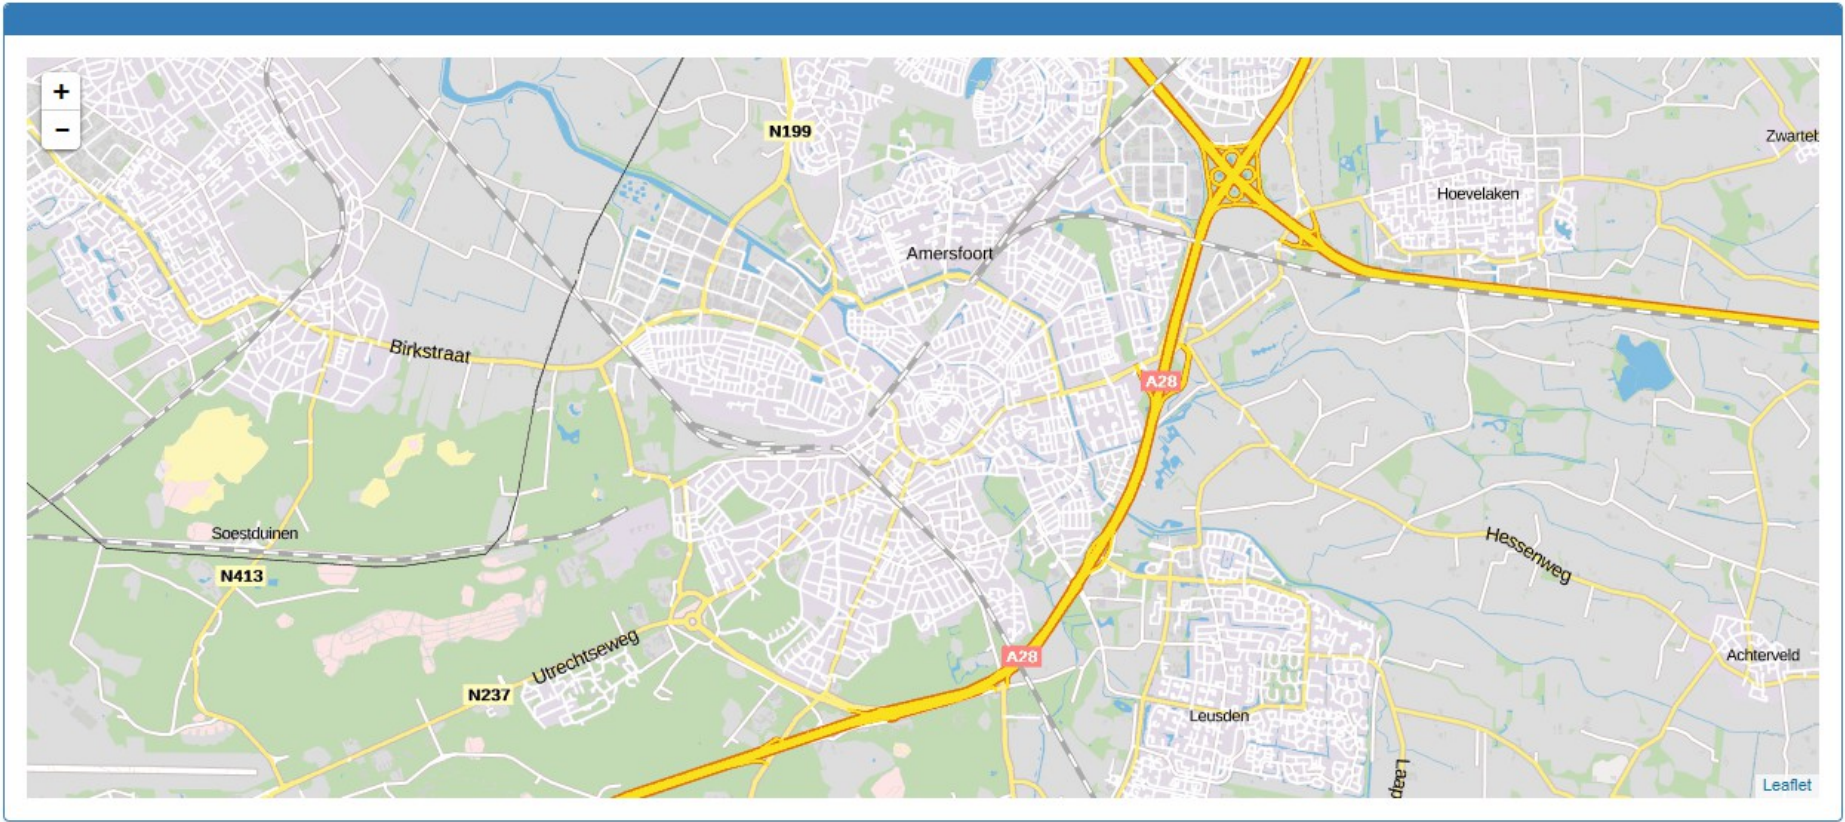 +
−
N199
Zwartet
Hoevelaken
Amersfoort
Birkstraat
A28
Soestduinen
N413
Hessenweg
Utrechtseweg
A28
Achterveld
N237
Leusden
Laap
Leaflet